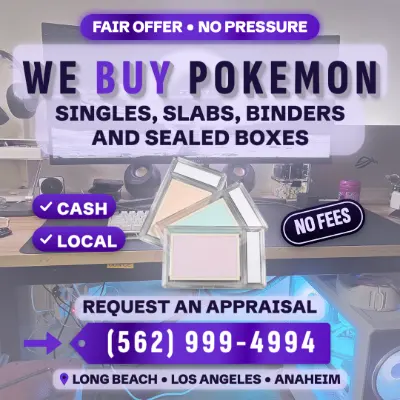 FAIR OFFER • NO PRESSURE
WE BUY POKEMON
SINGLES, SLABS, BINDERS
AND SEALED BOXES
✓ CASH
✓ LOCAL
NO FEES
REQUEST AN APPRAISAL
(562) 999-4994
LONG BEACH • LOS ANGELES • ANAHEIM